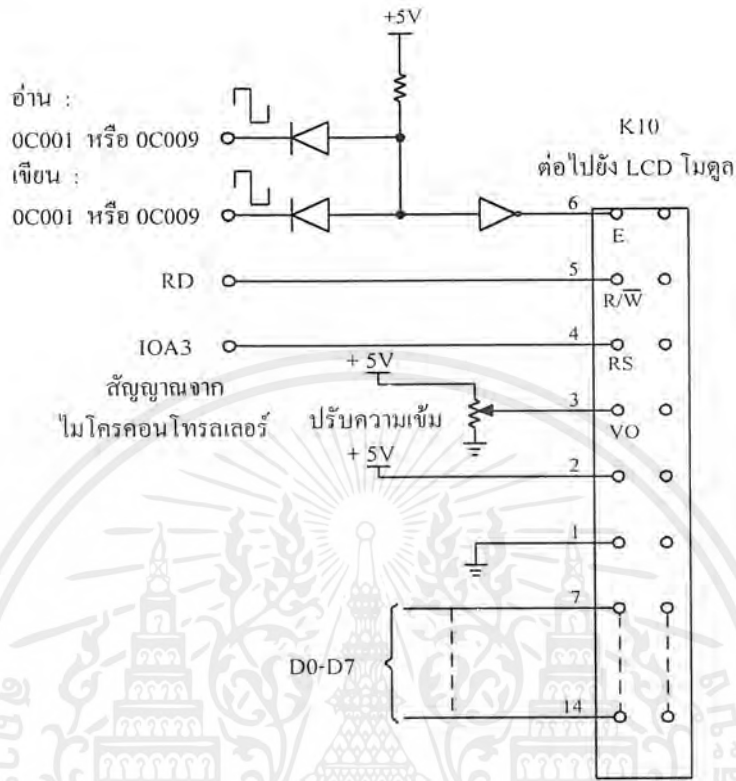 +5V
อ่าน :
0C001 หรือ 0C009
เขียน :
0C001 หรือ 0C009
K10
ต่อไปยัง LCD โมดูล
6
E
RD
5
R/W̅
IOA3
4
RS
สัญญาณจาก
ไมโครคอนโทรลเลอร์
+ 5V
ปรับความเข้ม
3
VO
+ 5V
2
1
7
D0-D7
14